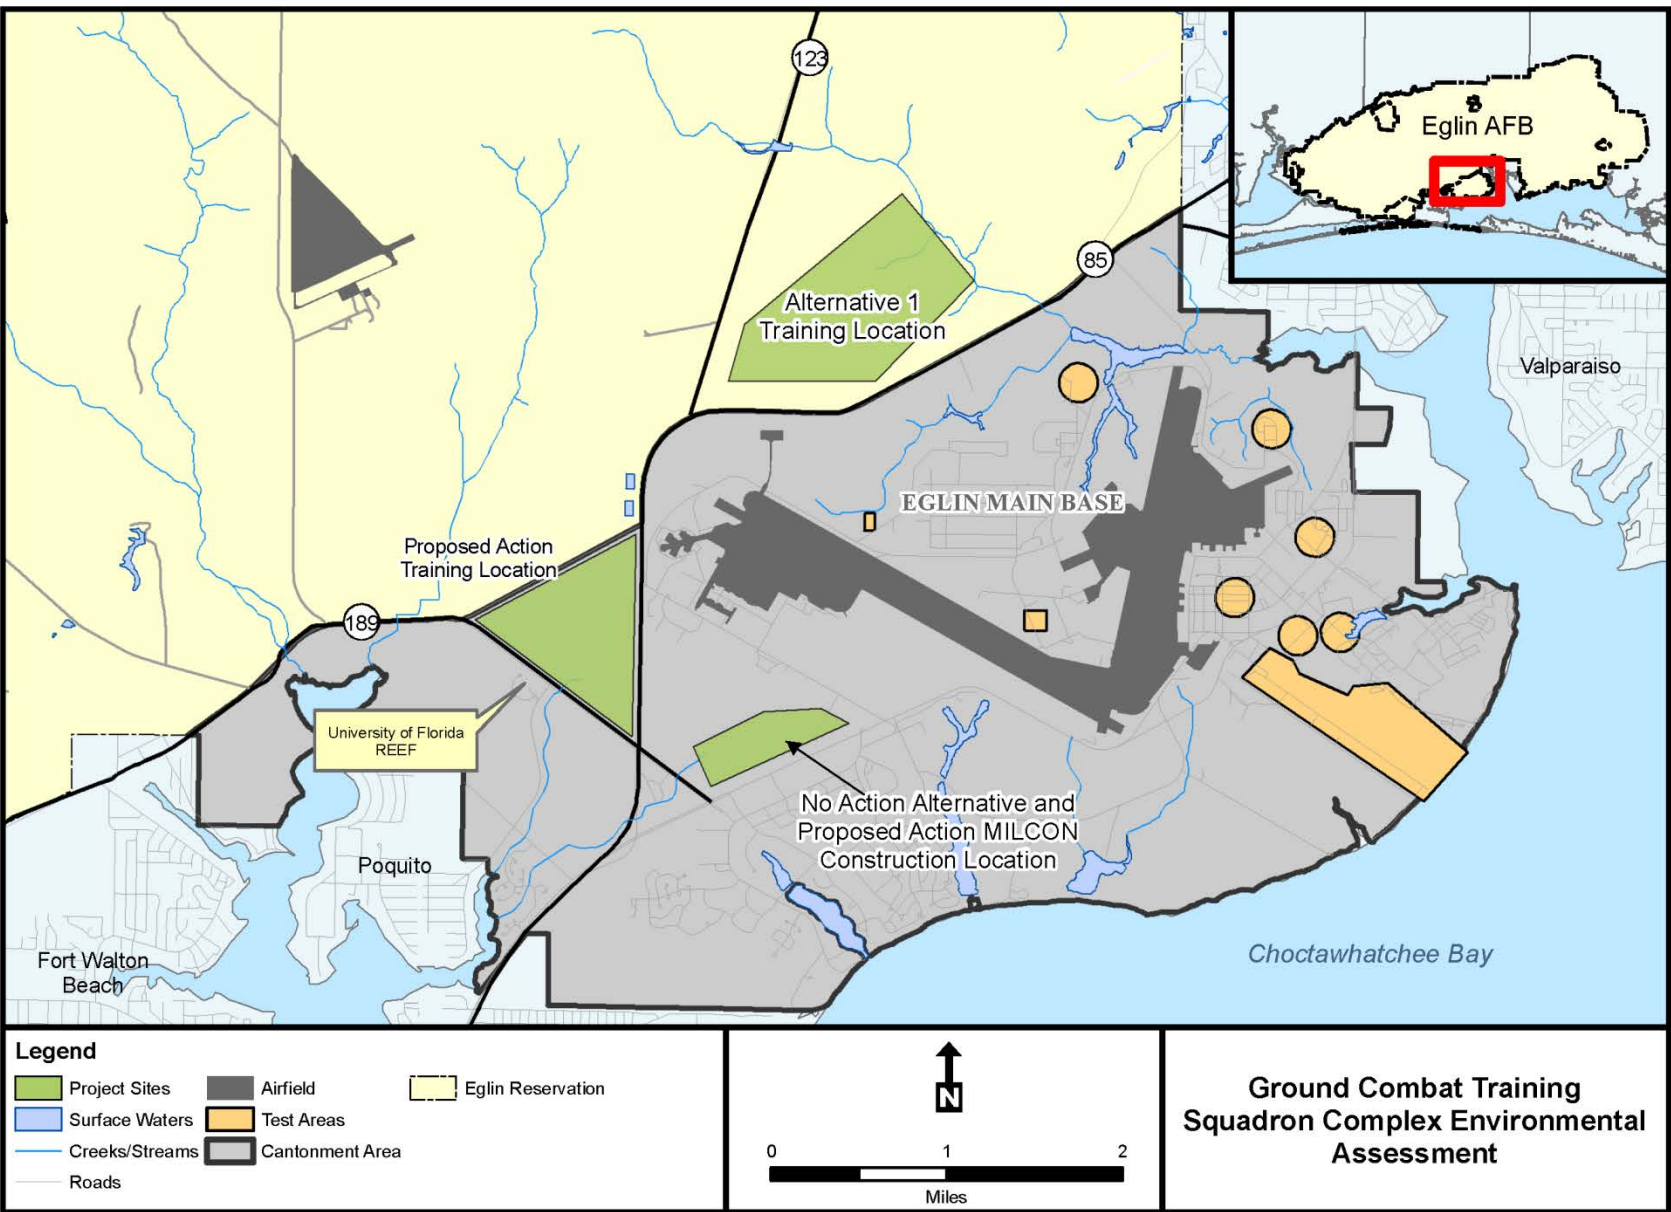 123
Eglin AFB
85
Alternative 1
Training Location
Valparaiso
EGLIN MAIN BASE
Proposed Action
Training Location
189
University of Florida
REEF
No Action Alternative and
Proposed Action MILCON
Construction Location
Poquito
Fort Walton
Beach
Choctawhatchee Bay
Legend
Project Sites
Airfield
Eglin Reservation
Surface Waters
Test Areas
Creeks/Streams
Cantonment Area
Roads
N
0 1 2
Miles
Ground Combat Training
Squadron Complex Environmental
Assessment